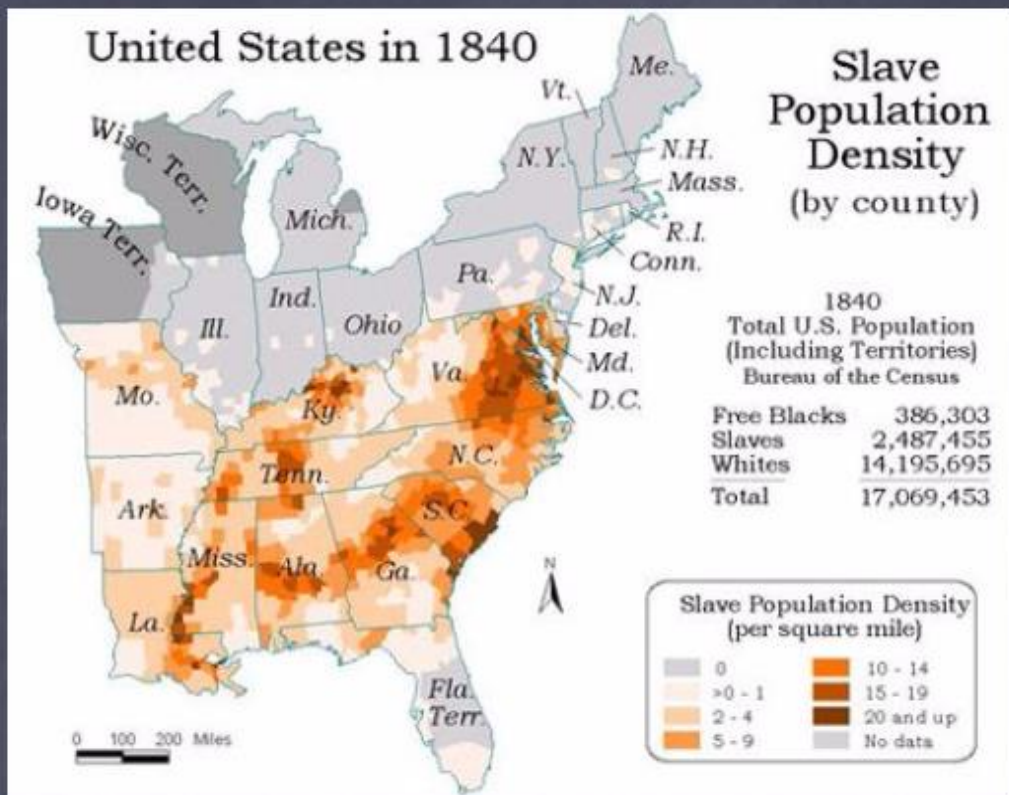 United States in 1840
Slave
Population
Density
(by county)
Me.
Vt.
N.H.
N.Y.
Mass.
R.I.
Conn.
Wisc. Terr.
Iowa Terr.
Mich.
Pa.
N.J.
Del.
Md.
D.C.
Ill.
Ind.
Ohio
Mo.
Ky.
Va.
Tenn.
N.C.
Ark.
S.C
Miss.
Ala.
Ga.
La.
Fla.
Terr.
N
1840
Total U.S. Population
(Including Territories)
Bureau of the Census
Free Blacks 386,303
Slaves 2,487,455
Whites 14,195,695
Total 17,069,453
Slave Population Density
(per square mile)
0 10 - 14
>0 - 1 15 - 19
2 - 4 20 and up
5 - 9 No data
0 100 200 Miles